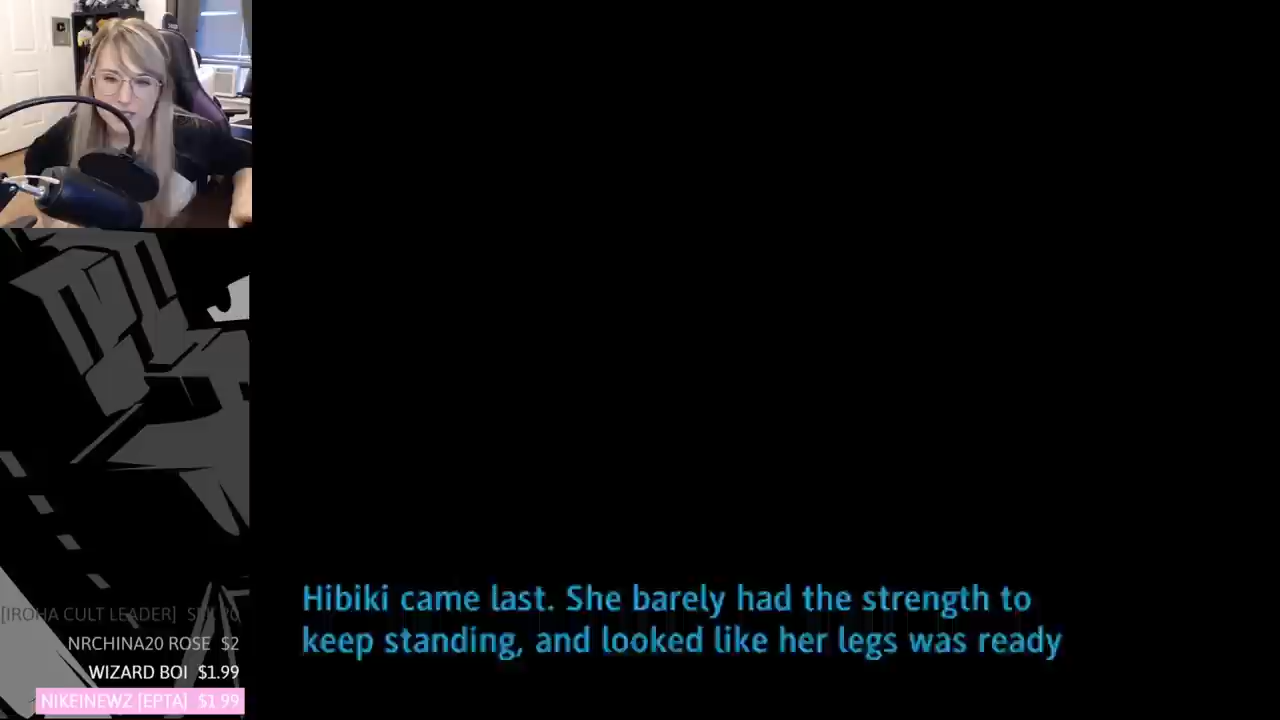 Hibiki came last. She barely had the strength to
keep standing, and looked like her legs was ready
[IROHA CULT LEADER]
NRCHINA20 ROSE $2
WIZARD BOI $1.99
NIKEINEWZ [EPTA] $1.99